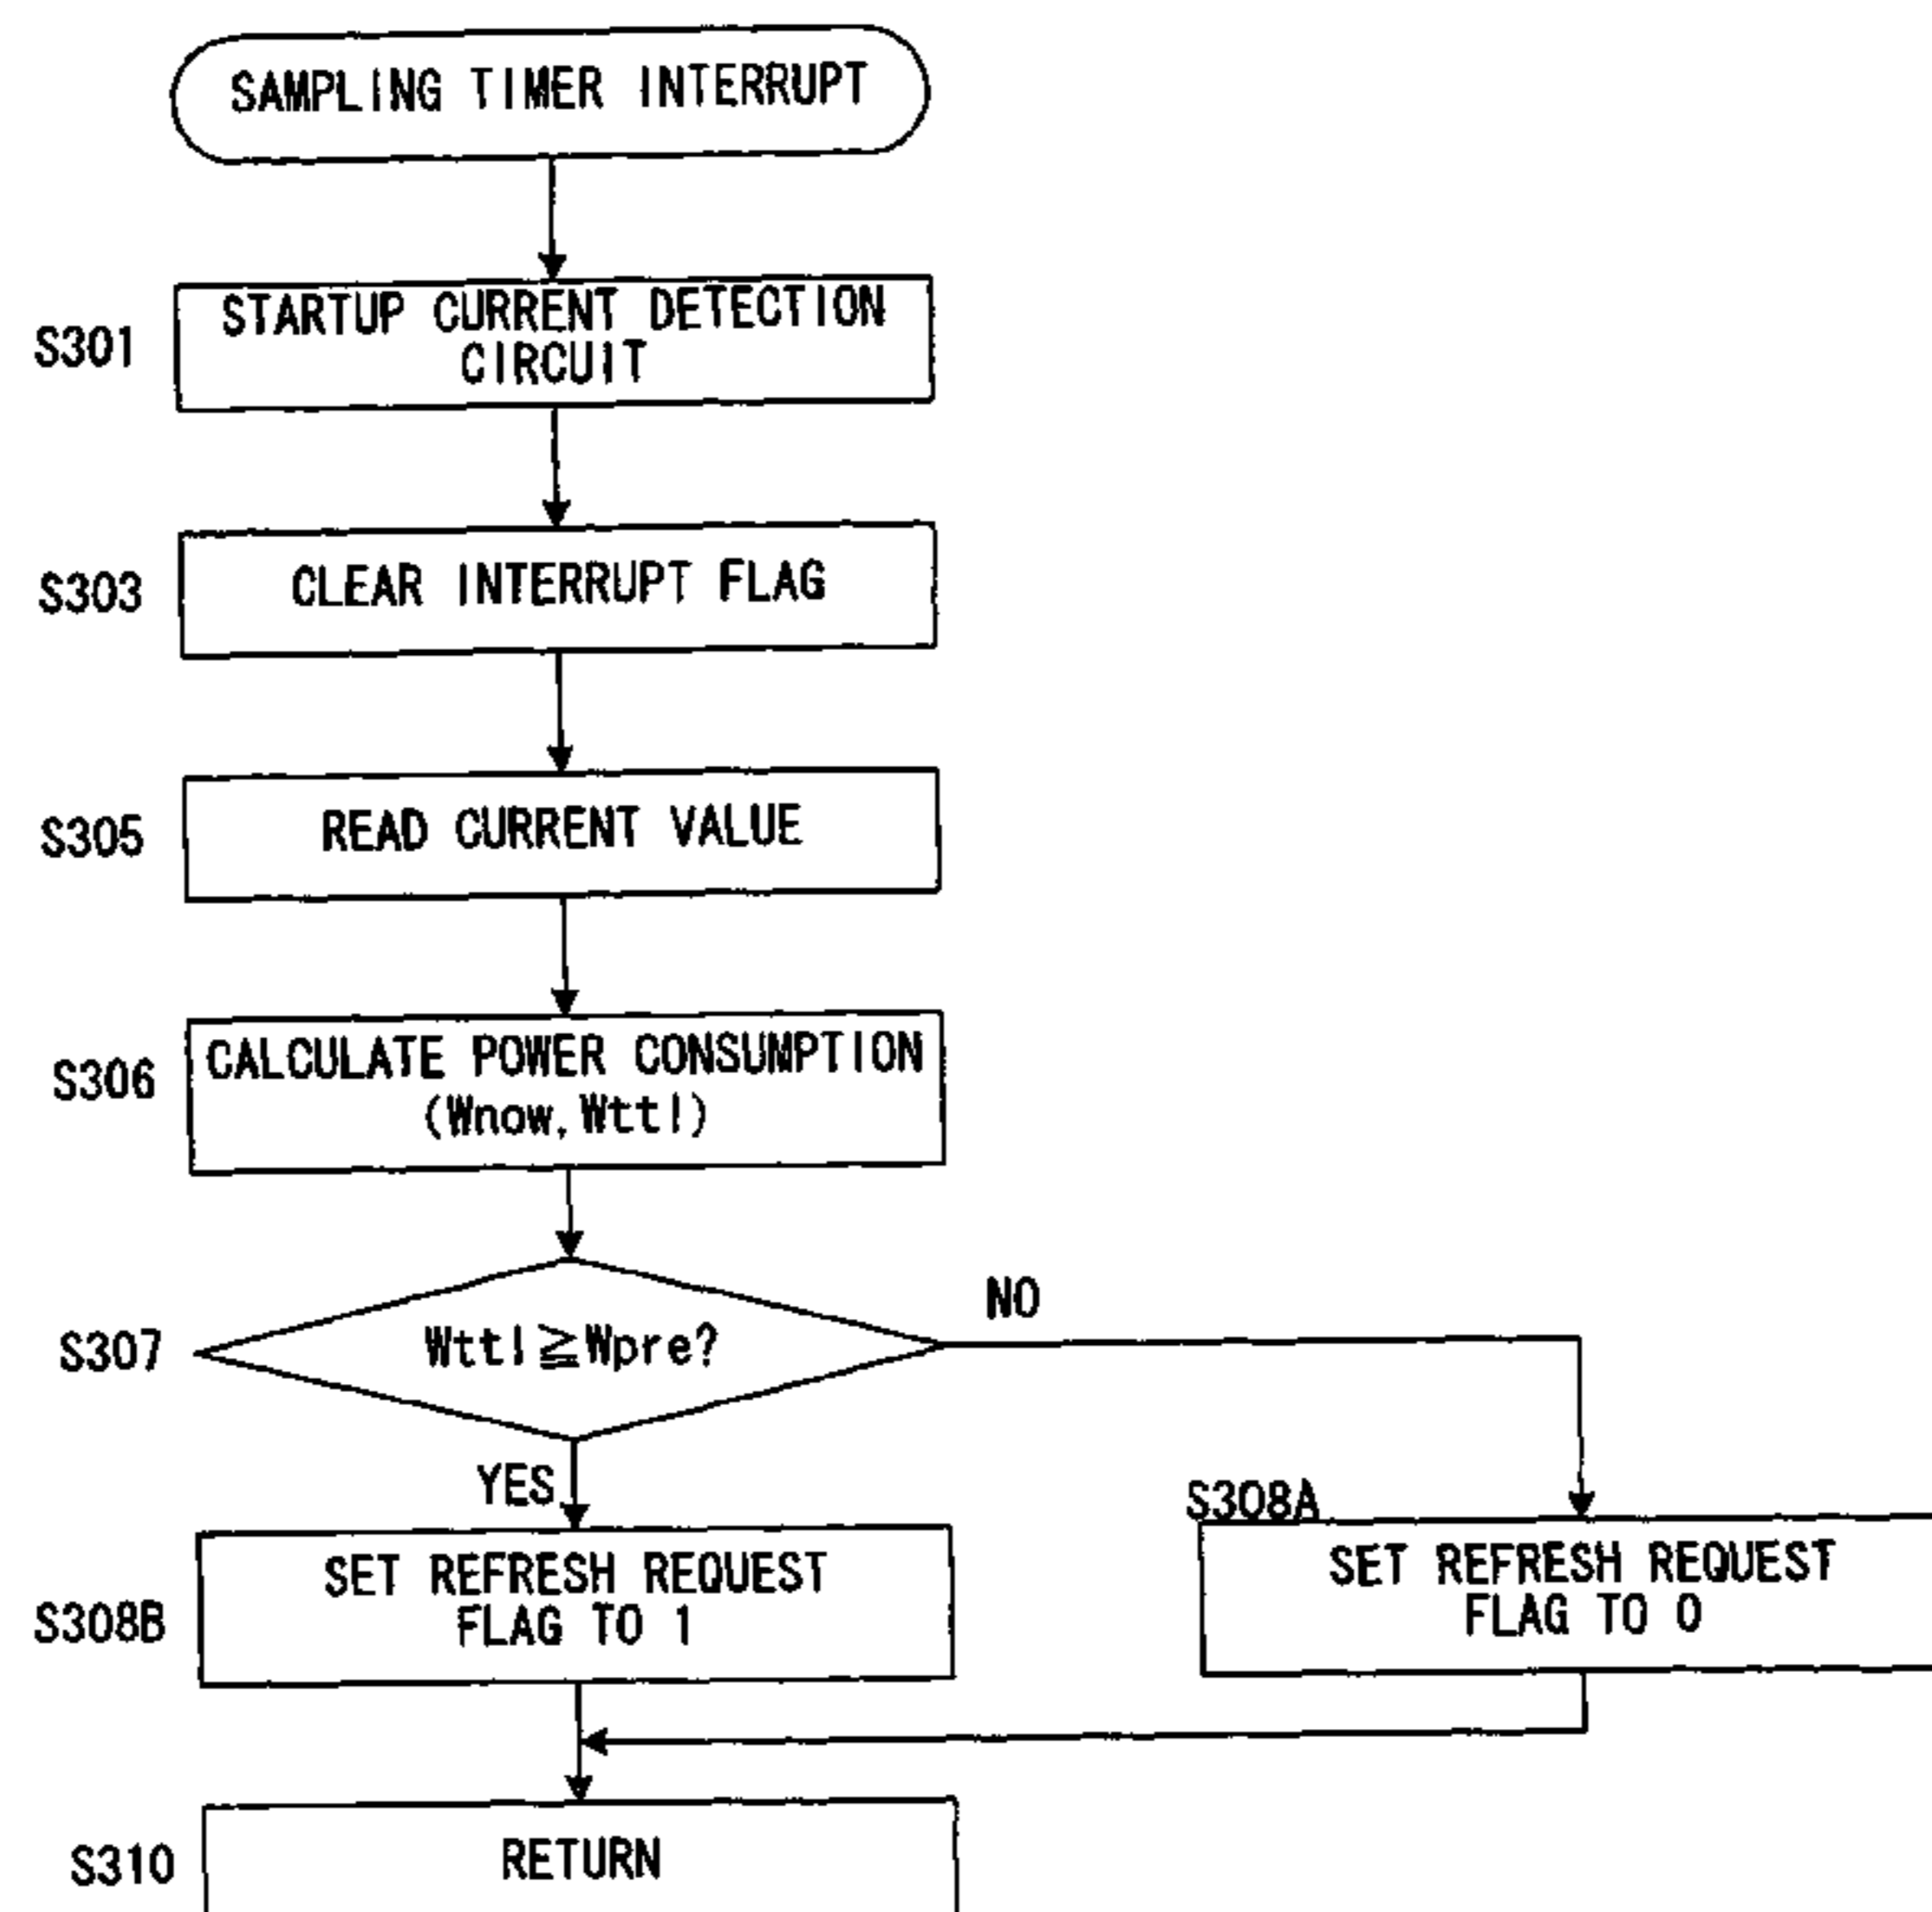 SAMPLING TIMER INTERRUPT
S301
STARTUP CURRENT DETECTION
CIRCUIT
S303
CLEAR INTERRUPT FLAG
S305
READ CURRENT VALUE
S306
CALCULATE POWER CONSUMPTION
(Wnow,Wttl)
S307
Wttl≧Wpre?
NO
YES
S308A
SET REFRESH REQUEST
FLAG TO 0
S308B
SET REFRESH REQUEST
FLAG TO 1
S310
RETURN